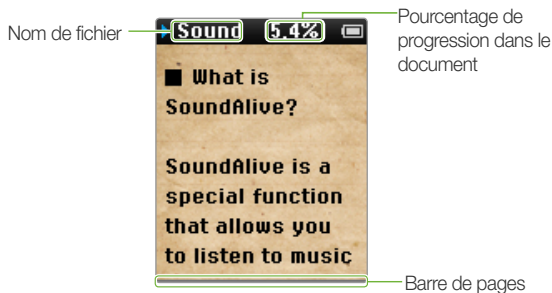 Nom de fichier
Pourcentage de
progression dans le
document
Sound
5.4%
■ What is
SoundAlive?
SoundAlive is a
special function
that allows you
to listen to music
Barre de pages